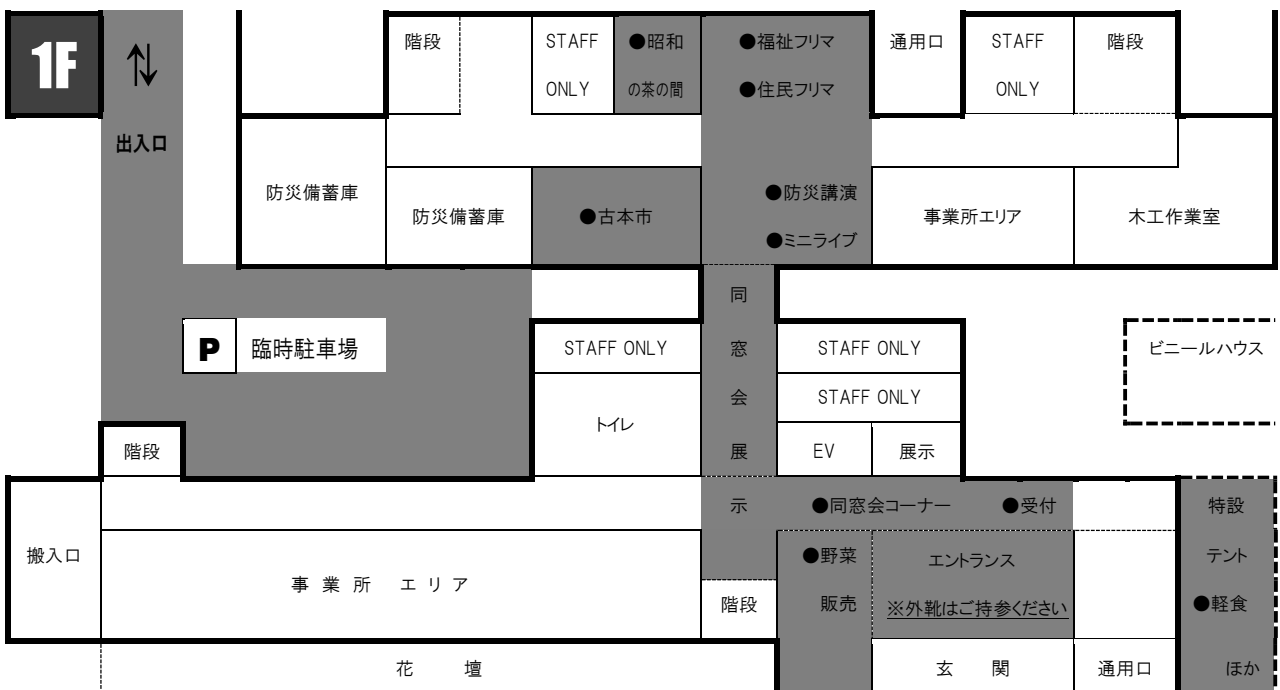 1F
出入口
階段
STAFF
ONLY
●昭和
の茶の間
●福祉フリマ
●住民フリマ
通用口
STAFF
ONLY
階段
防災備蓄庫
防災備蓄庫
●古本市
●防災講演
●ミニライブ
事業所エリア
木工作業室
P 臨時駐車場
STAFF ONLY
トイレ
同
窓
会
展
示
STAFF ONLY
STAFF ONLY
EV
展示
ビニールハウス
階段
●同窓会コーナー
●受付
搬入口
事業所 エリア
階段
●野菜
販売
エントランス
※外靴はご持参ください
特設
テント
●軽食
ほか
花 壇
玄 関
通用口